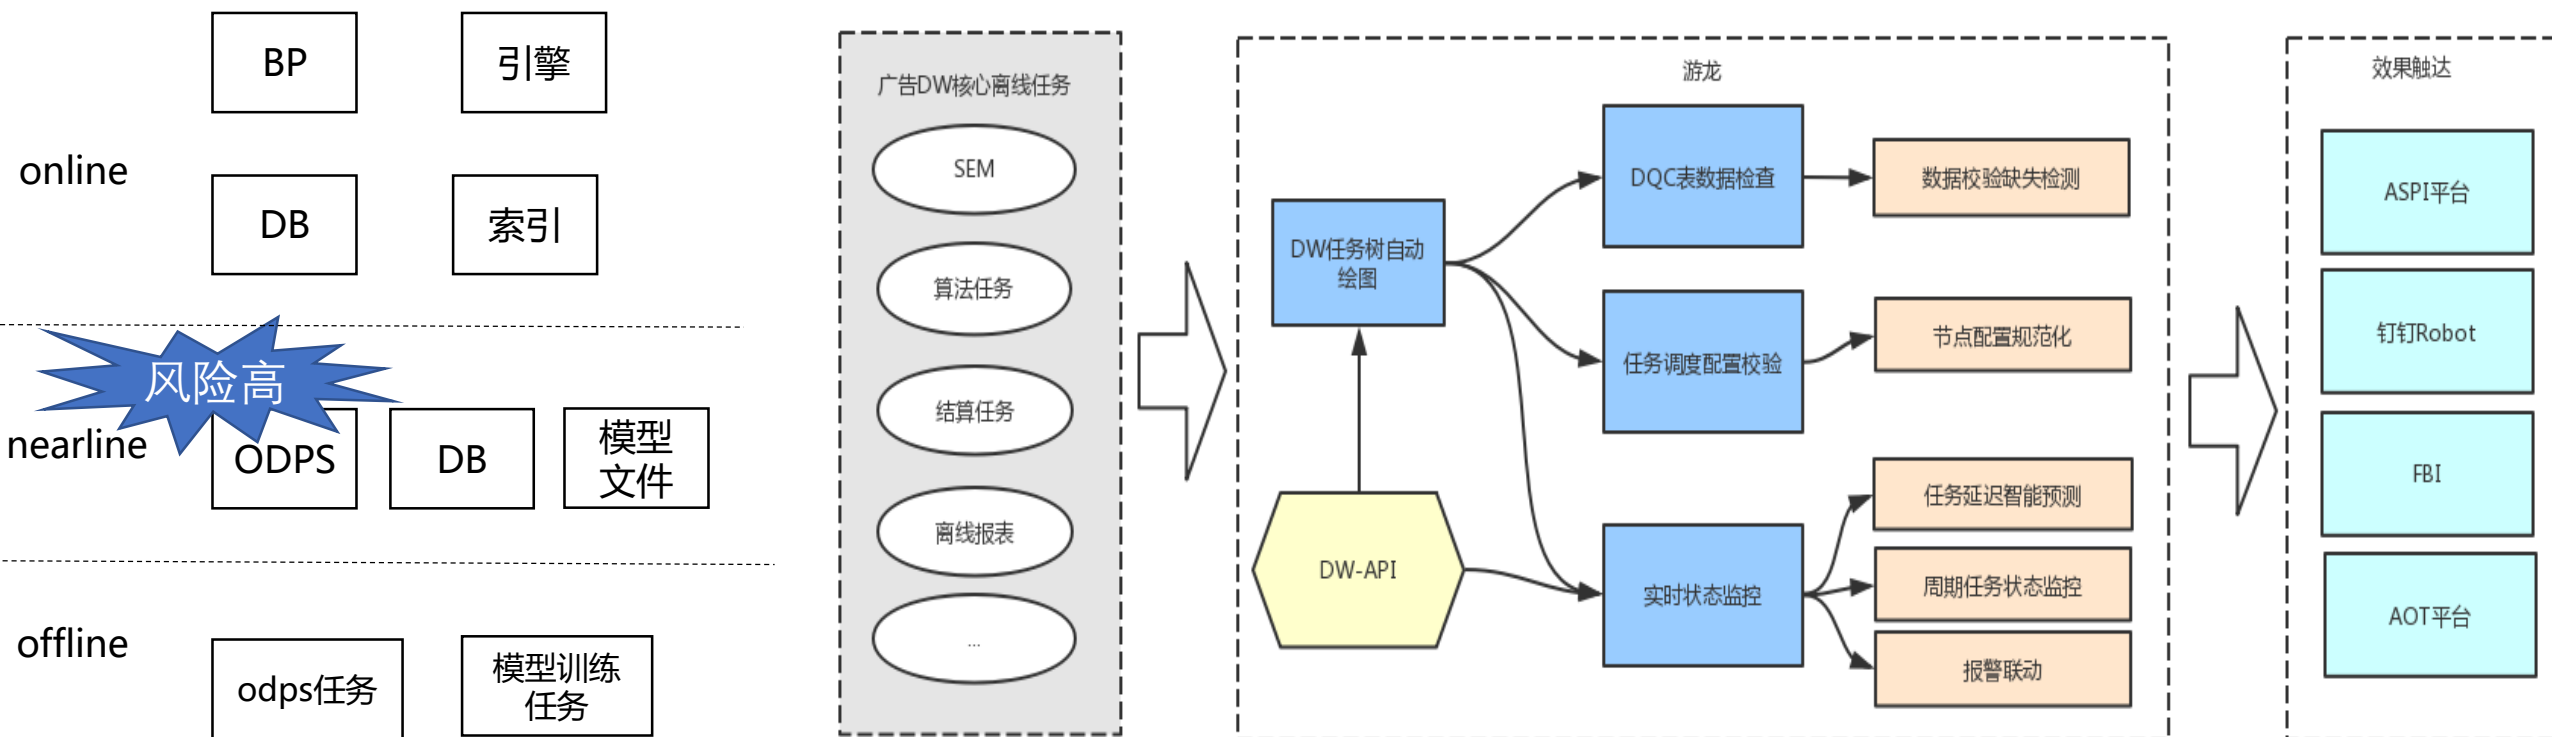 BP
引擎
online
DB
索引
风险高
nearline
ODPS
DB
模型
文件
offline
odps任务
模型训练
任务
广告DW核心离线任务
SEM
算法任务
结算任务
离线报表
...
游龙
DW任务树自动
绘图
DW-API
DQC表数据检查
任务调度配置校验
实时状态监控
数据校验缺失检测
节点配置规范化
任务延迟智能预测
周期任务状态监控
报警联动
效果触达
ASPI平台
钉钉Robot
FBI
AOT平台